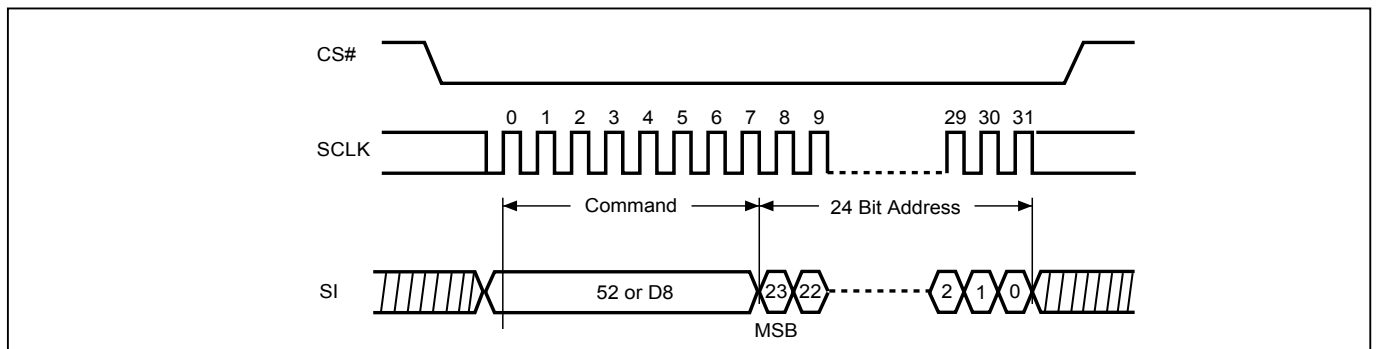 CS#
0 1 2 3 4 5 6 7 8 9 29 30 31
SCLK
Command 24 Bit Address
SI 52 or D8 23 22 2 1 0
MSB